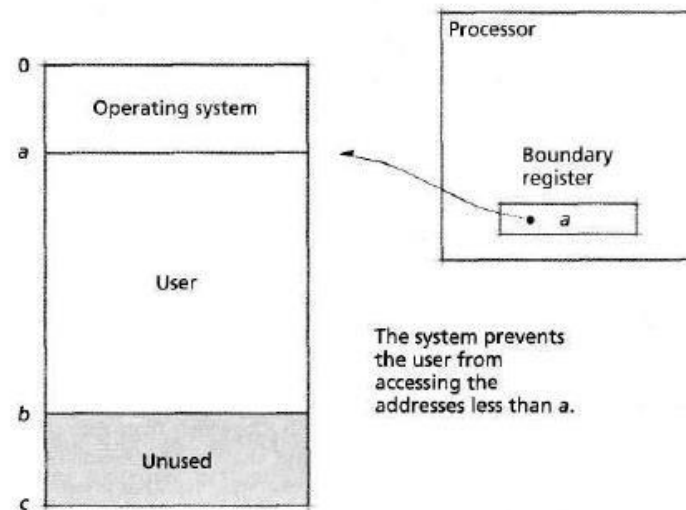 0
Operating system
a
User
b
Unused
c
Processor
Boundary
register
a
The system prevents
the user from
accessing the
addresses less than a.